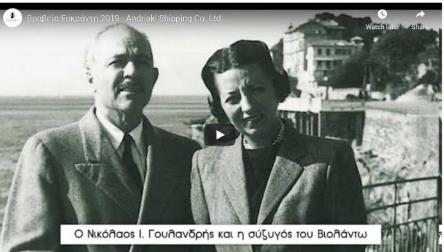 Βραβεία Ευκράντη 2019 - Andriaki Shipping Co. Ltd.
Watch later
Share
Ο Νικόλαος Ι. Γουλανδρής και η σύζυγός του Βιολάντω